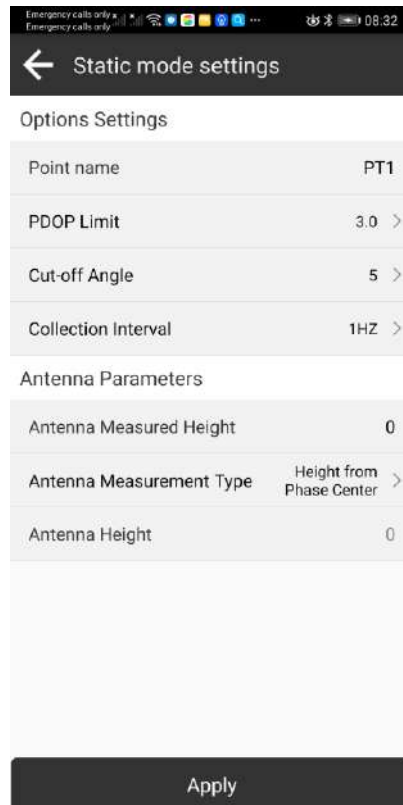 Emergency calls only
Emergency calls only
08:32
Static mode settings
Options Settings
Point name PT1
PDOP Limit 3.0
Cut-off Angle 5
Collection Interval 1HZ
Antenna Parameters
Antenna Measured Height 0
Antenna Measurement Type Height from
Phase Center
Antenna Height 0
Apply